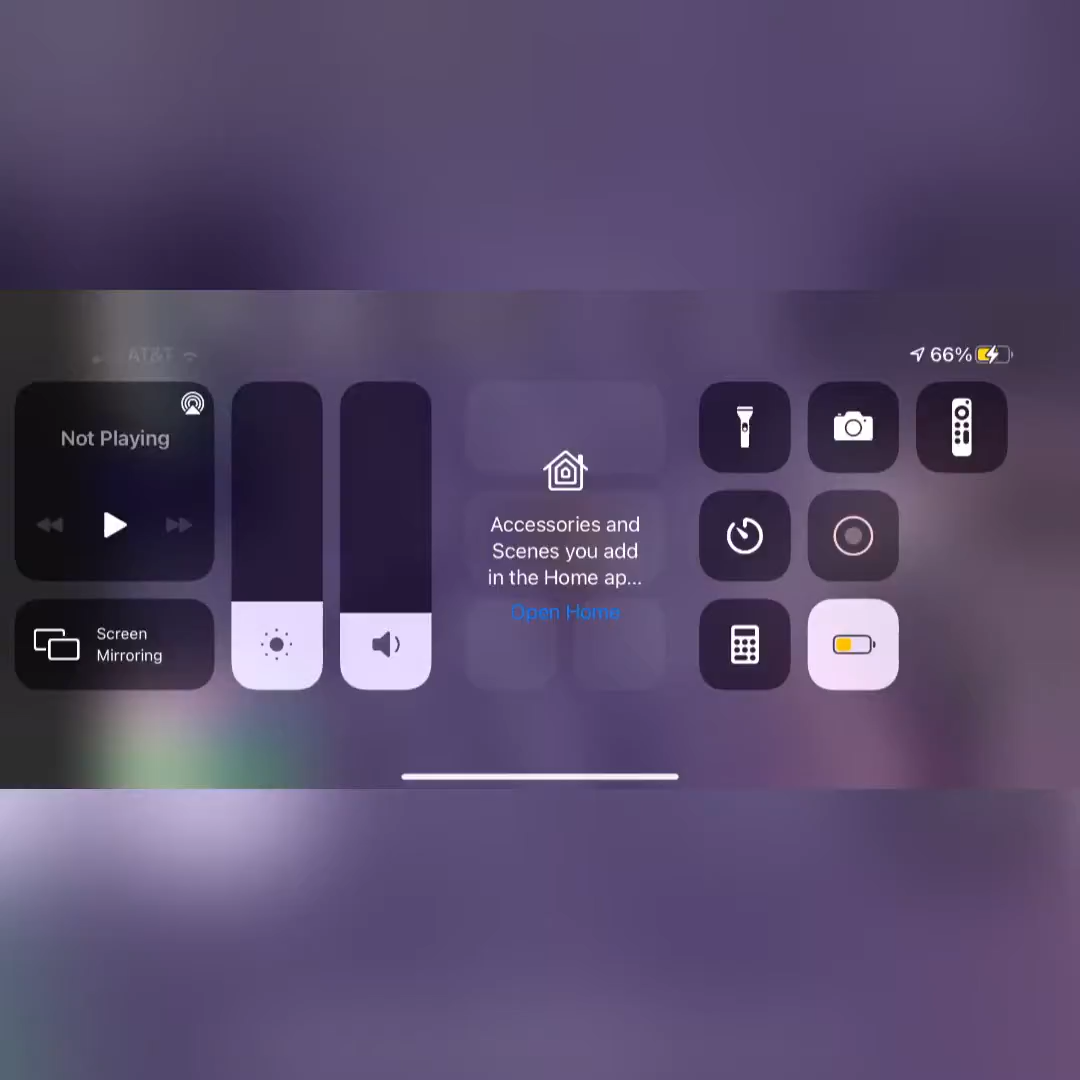 AT&T
66%
Not Playing
Accessories and
Scenes you add
in the Home ap...
Open Home
Screen
Mirroring